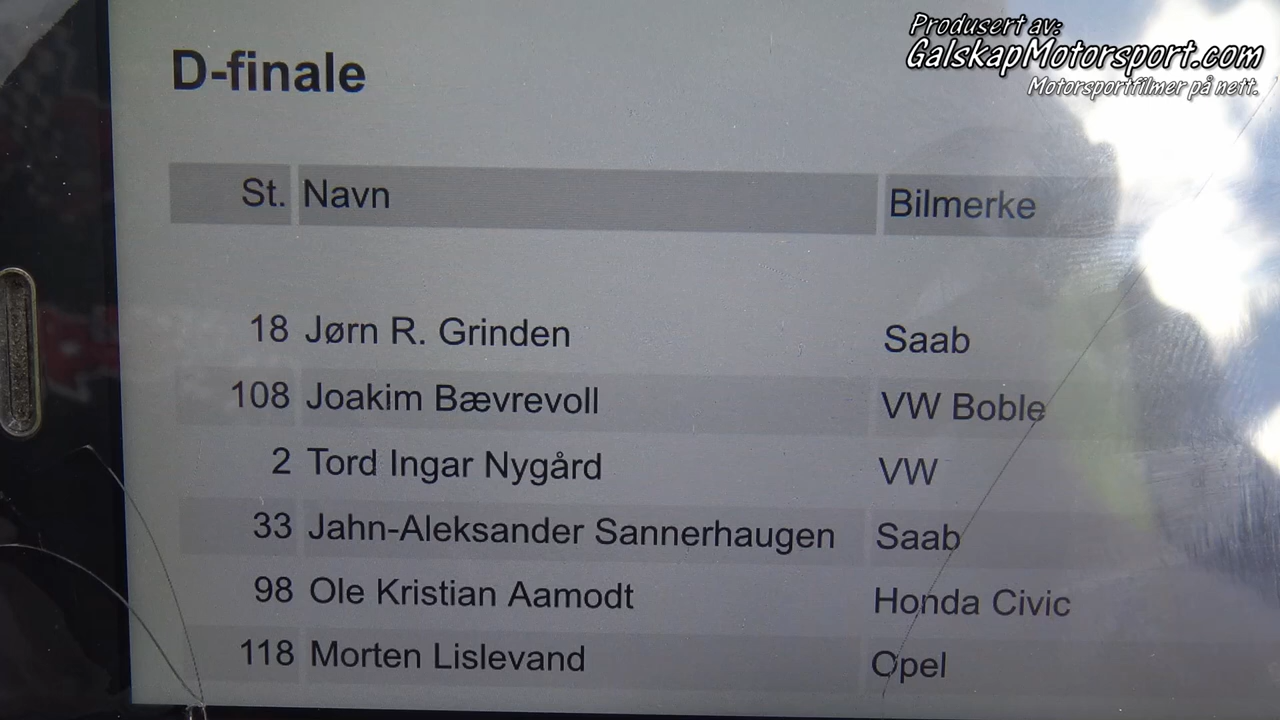 Produsert av:
GalskapMotorsport.com
Motorsportfilmer på nett.
D-finale
St. Navn Bilmerke
18 Jørn R. Grinden Saab
108 Joakim Bævrevoll VW Boble
2 Tord Ingar Nygård VW
33 Jahn-Aleksander Sannerhaugen Saab
98 Ole Kristian Aamodt Honda Civic
118 Morten Lislevand Opel